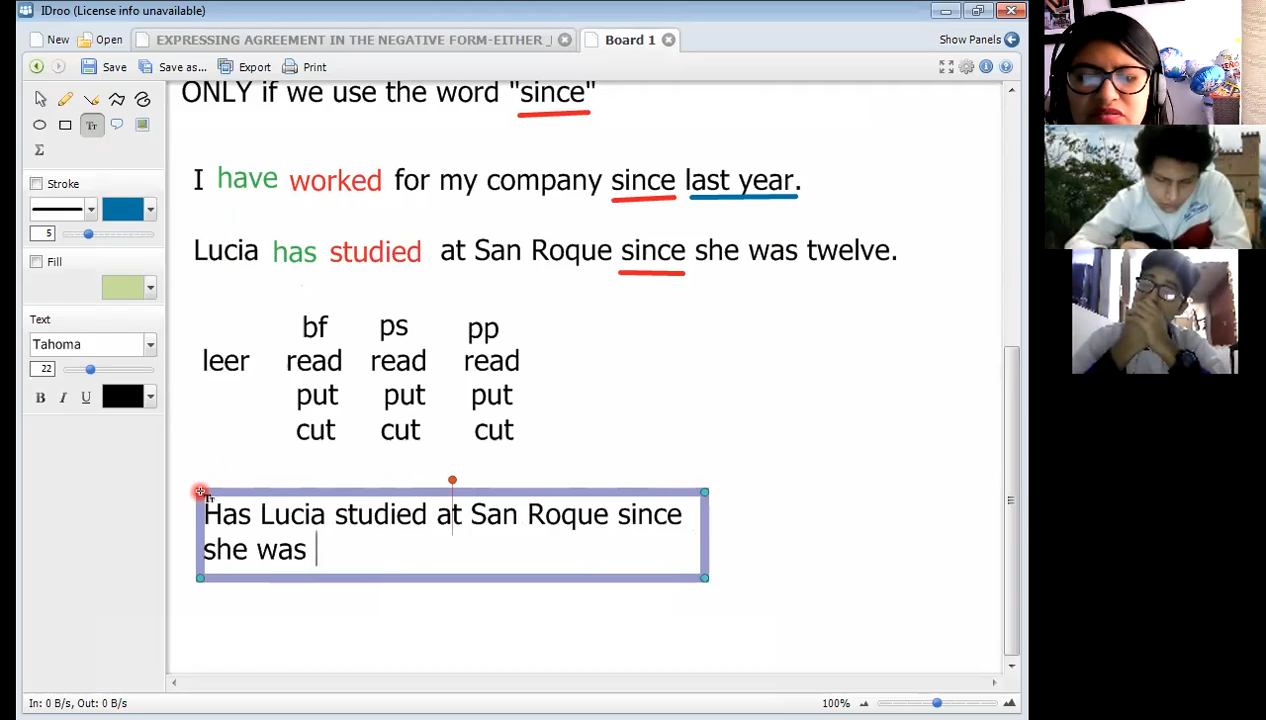 IDroo (License info unavailable)
New Open EXPRESSING AGREEMENT IN THE NEGATIVE FORM-EITHER_ Board 1 Show Panels
Save Save as... Export Print
ONLY if we use the word "since"
I have worked for my company since last year.
Lucia has studied at San Roque since she was twelve.
bf ps pp
leer read read read
put put put
cut cut cut
Has Lucia studied at San Roque since
she was
Stroke
5
Fill
Text
Tahoma
22
B I U
In: 0 B/s, Out: 0 B/s 100%